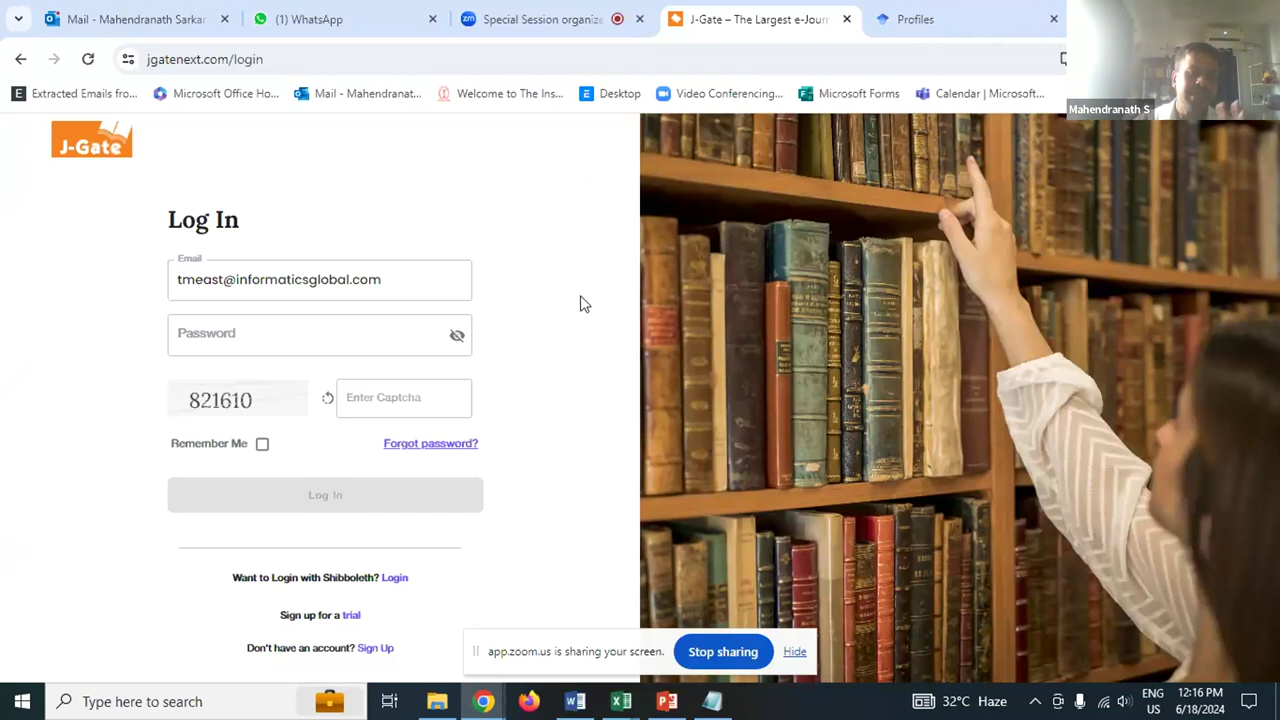 Mail - Mahendranath Sarkar
(1) WhatsApp
Special Session organize
J-Gate – The Largest e-Journ
Profiles
jgatenext.com/login
Extracted Emails fro...
Microsoft Office Ho...
Mail - Mahendranat...
Welcome to The Ins...
Desktop
Video Conferencing...
Microsoft Forms
Calendar | Microsoft...
Mahendranath S
J-Gate
Log In
Email
tmeast@informaticsglobal.com
Password
821610
Enter Captcha
Remember Me
Forgot password?
Log In
Want to Login with Shibboleth? Login
Sign up for a trial
Don't have an account? Sign Up
app.zoom.us is sharing your screen.
Stop sharing
Hide
Type here to search
32°C Haze
ENG
US
12:16 PM
6/18/2024